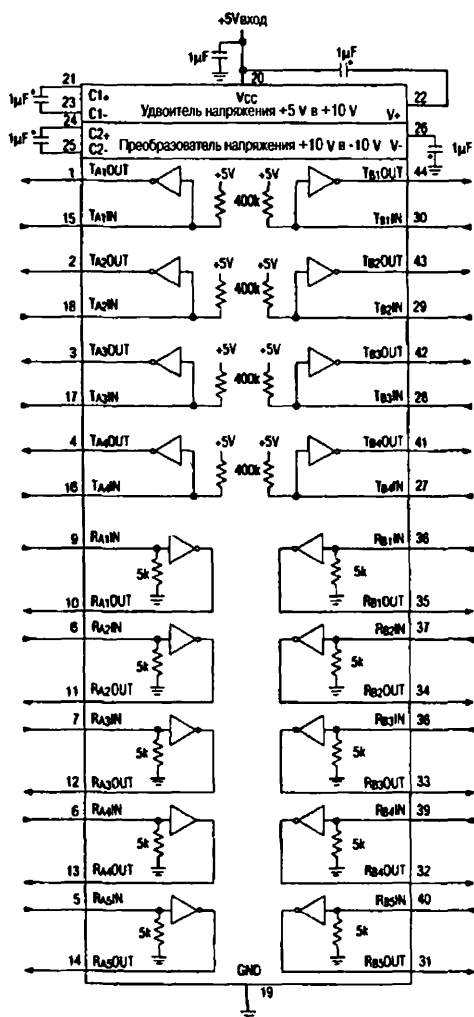 +5Vвход
1µF
1µF
20
21
1µF
23
C1+
C1-
VCC
Удвоитель напряжения +5 V в +10 V
V+
22
24
1µF
25
C2+
C2-
Преобразователь напряжения +10 V в -10 V
V-
26
1µF
1 TA1OUT +5V +5V TB1OUT 44
400k
15 TA1IN TB1IN 30
2 TA2OUT +5V +5V TB2OUT 43
400k
18 TA2IN TB2IN 29
3 TA3OUT +5V +5V TB3OUT 42
400k
17 TA3IN TB3IN 28
4 TA4OUT +5V +5V TB4OUT 41
400k
16 TA4IN TB4IN 27
9 RA1IN RB1IN 36
5k 5k
10 RA1OUT RB1OUT 35
6 RA2IN RB2IN 37
5k 5k
11 RA2OUT RB2OUT 34
7 RA3IN RB3IN 36
5k 5k
12 RA3OUT RB3OUT 33
6 RA4IN RB4IN 39
5k 5k
13 RA4OUT RB4OUT 32
5 RA5IN RB5IN 40
5k 5k
14 RA5OUT RB5OUT 31
GND
19